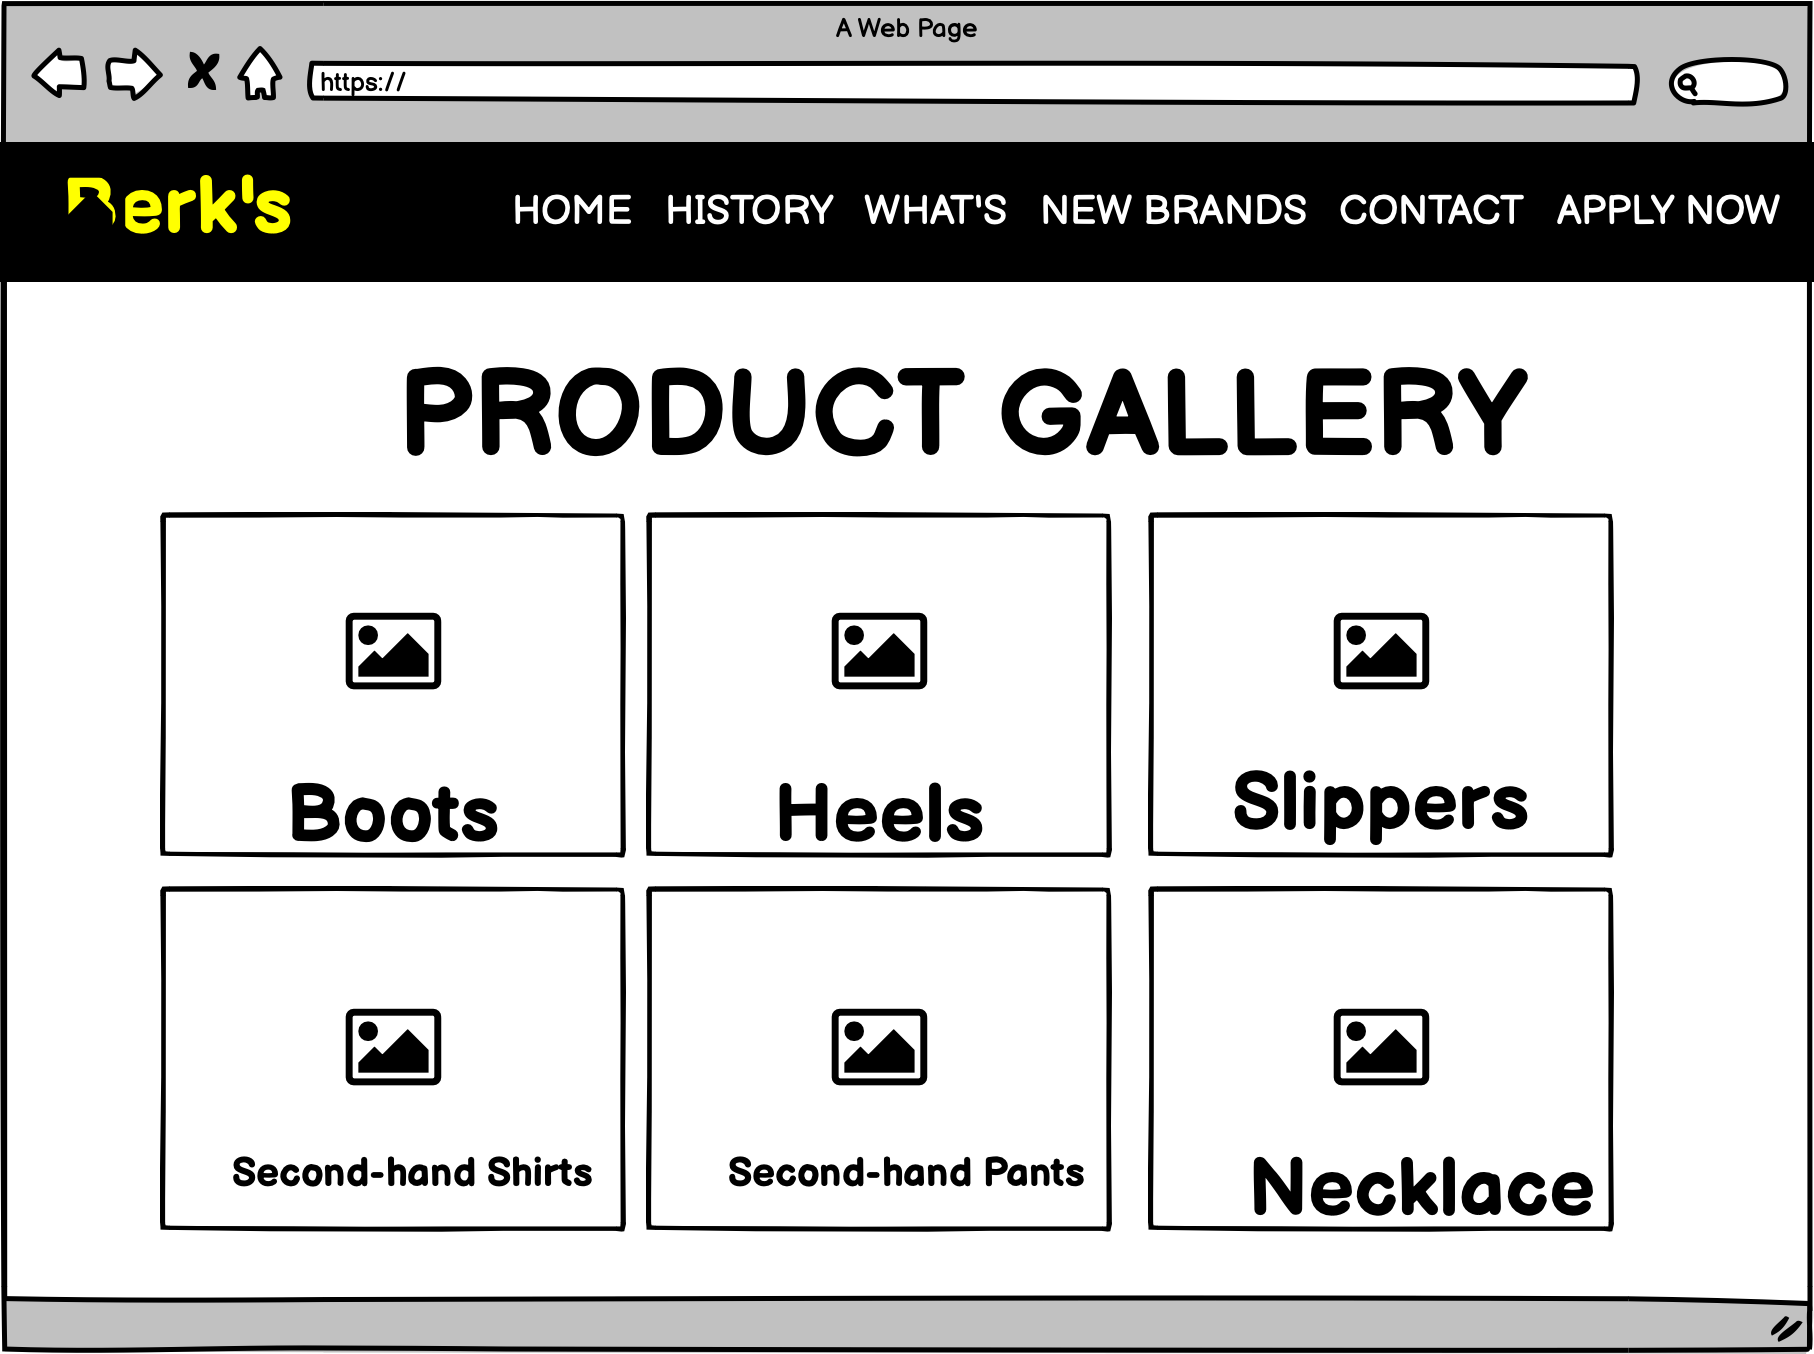 A Web Page
https://
Berk's
HOME HISTORY WHAT'S NEW BRANDS CONTACT APPLY NOW
PRODUCT GALLERY
Boots Heels Slippers
Second-hand Shirts Second-hand Pants Necklace